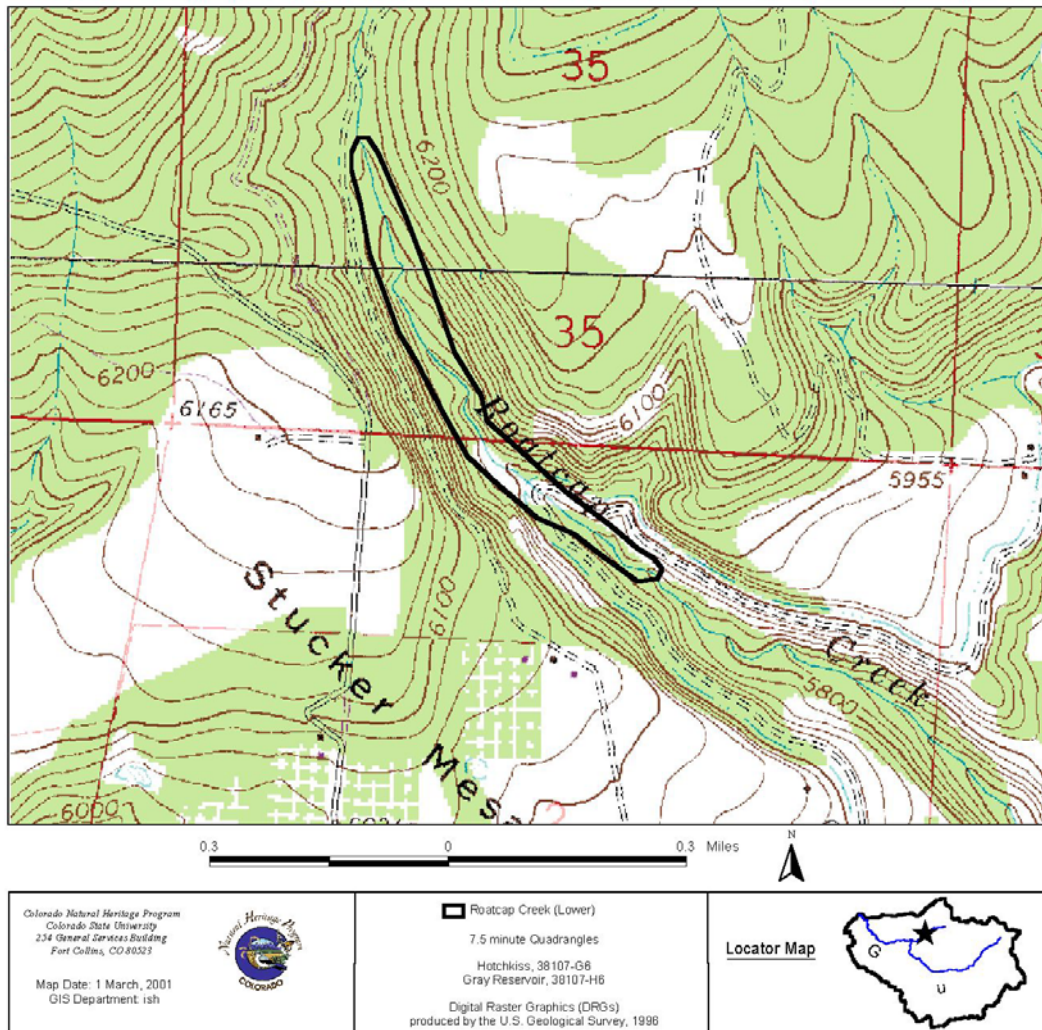 35
6200
35
6200
6165
Roatcap
6100
5955
Stucker
6100
Creek
5800
Mesa
6000
0.3 0 0.3 Miles
N
Colorado Natural Heritage Program
Colorado State University
254 General Services Building
Fort Collins, CO 80523
Map Date: 1 March, 2001
GIS Department: ish
Natural Heritage Program
COLORADO
Roatcap Creek (Lower)
7.5 minute Quadrangles
Hotchkiss, 38107-G6
Gray Reservoir, 38107-H6
Digital Raster Graphics (DRGs)
produced by the U.S. Geological Survey, 1996
Locator Map
G
U